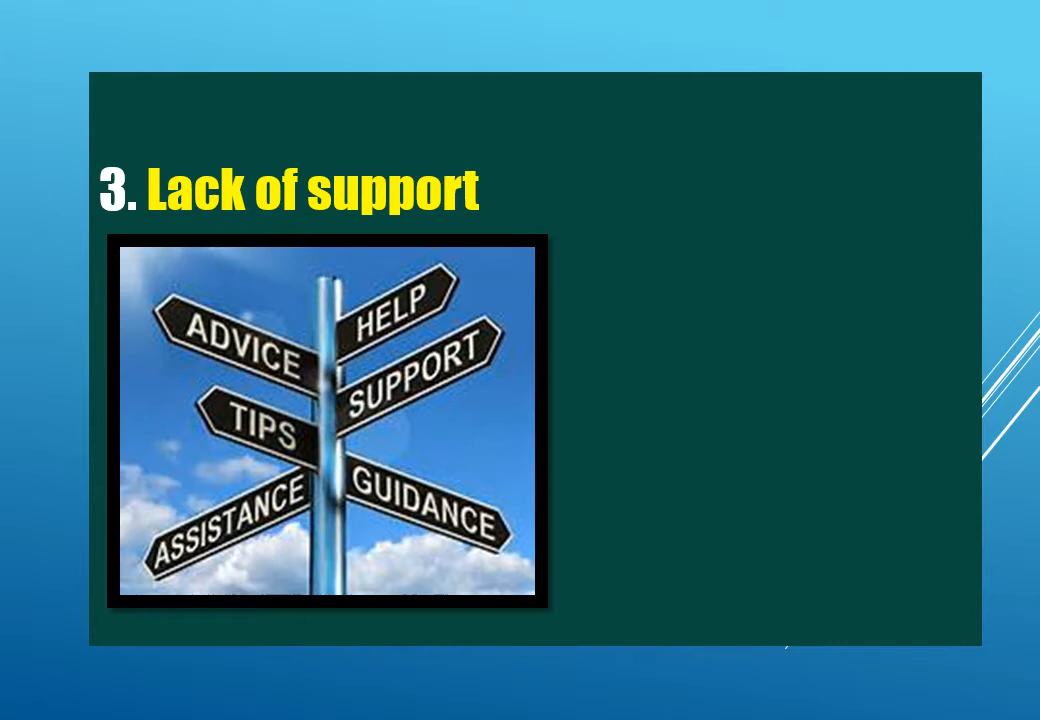 3. Lack of support
ADVICE
HELP
SUPPORT
TIPS
GUIDANCE
ASSISTANCE